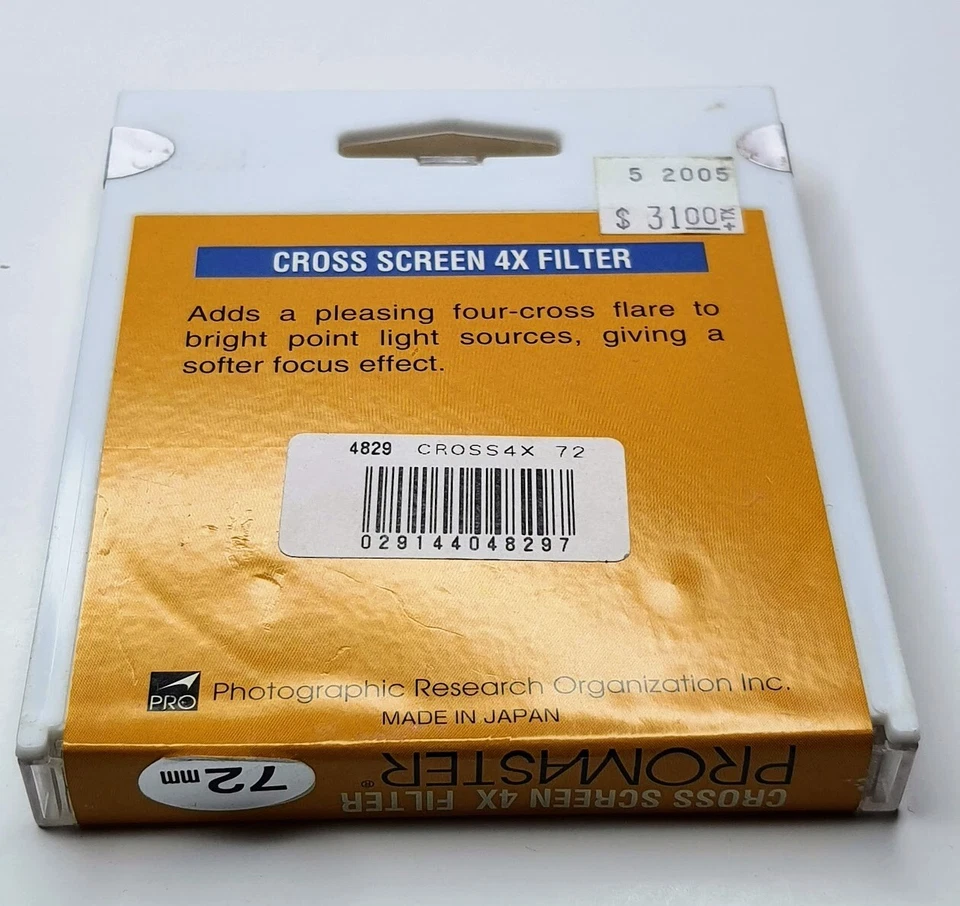 5 2005
$ 3100 +TX
CROSS SCREEN 4X FILTER
Adds a pleasing four-cross flare to
bright point light sources, giving a
softer focus effect.
4829 CROSS4X 72
029144048297
PRO Photographic Research Organization Inc.
MADE IN JAPAN
PROMASTER®
CROSS SCREEN 4X FILTER
72mm